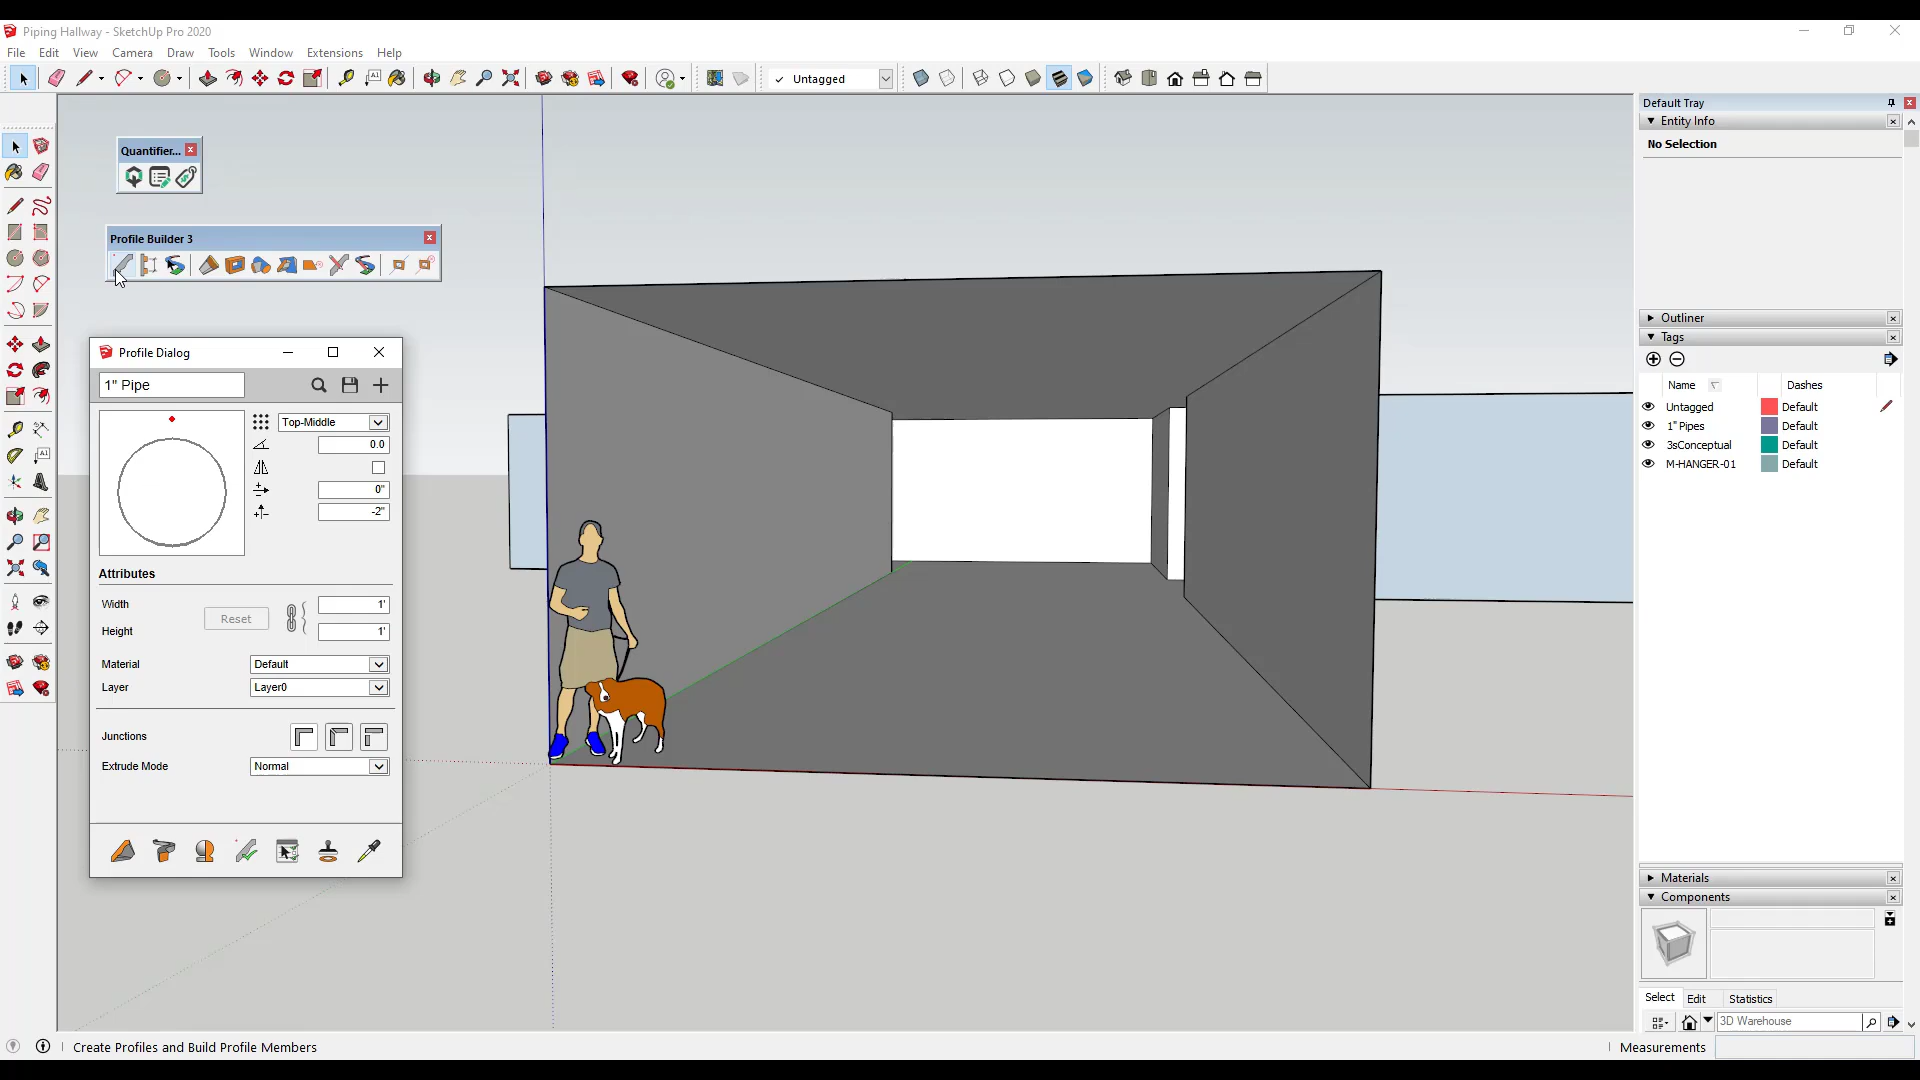 Piping Hallway - SketchUp Pro 2020
File Edit View Camera Draw Tools Window Extensions Help
A1
Untagged
Default Tray
Entity Info
No Selection
Quantifier...
Profile Builder 3
Outliner
Tags
Name Dashes
Untagged Default
1" Pipes Default
3sConceptual Default
M-HANGER-01 Default
Profile Dialog
1" Pipe
Top-Middle
0.0
0"
-2"
A1
Attributes
Width 1'
Reset
Height 1'
Material Default
Layer Layer0
Junctions
Extrude Mode Normal
Materials
Components
Select Edit Statistics
3D Warehouse
Create Profiles and Build Profile Members
Measurements